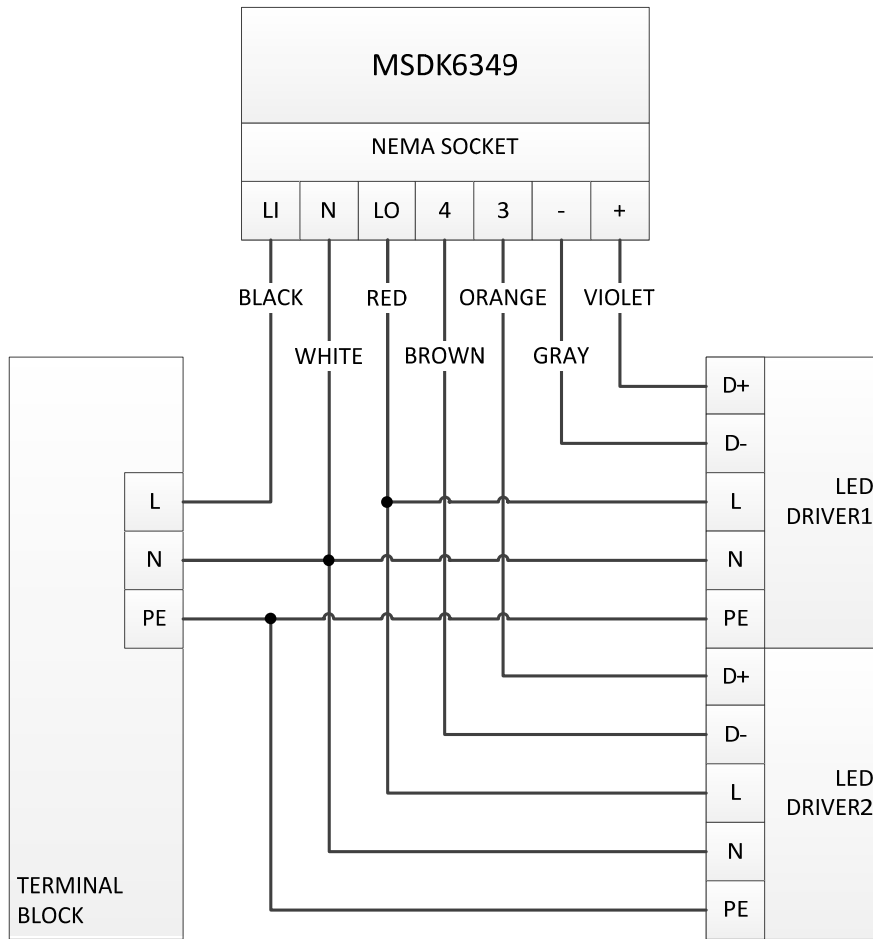 MSDK6349
NEMA SOCKET
LI N LO 4 3 - +
BLACK RED ORANGE VIOLET
WHITE BROWN GRAY
L
N
PE
TERMINAL
BLOCK
D+
D-
L
N
PE
LED
DRIVER1
D+
D-
L
N
PE
LED
DRIVER2